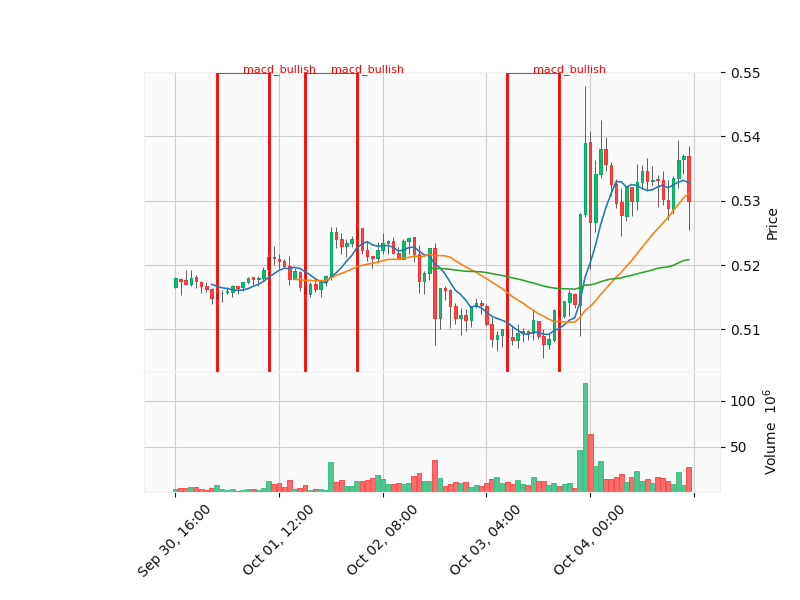 macd_bullish macd_bullish macd_bullish
0.55
0.54
0.53
0.52
0.51
Price
100
50
Volume 10^6
Sep 30, 16:00
Oct 01, 12:00
Oct 02, 08:00
Oct 03, 04:00
Oct 04, 00:00